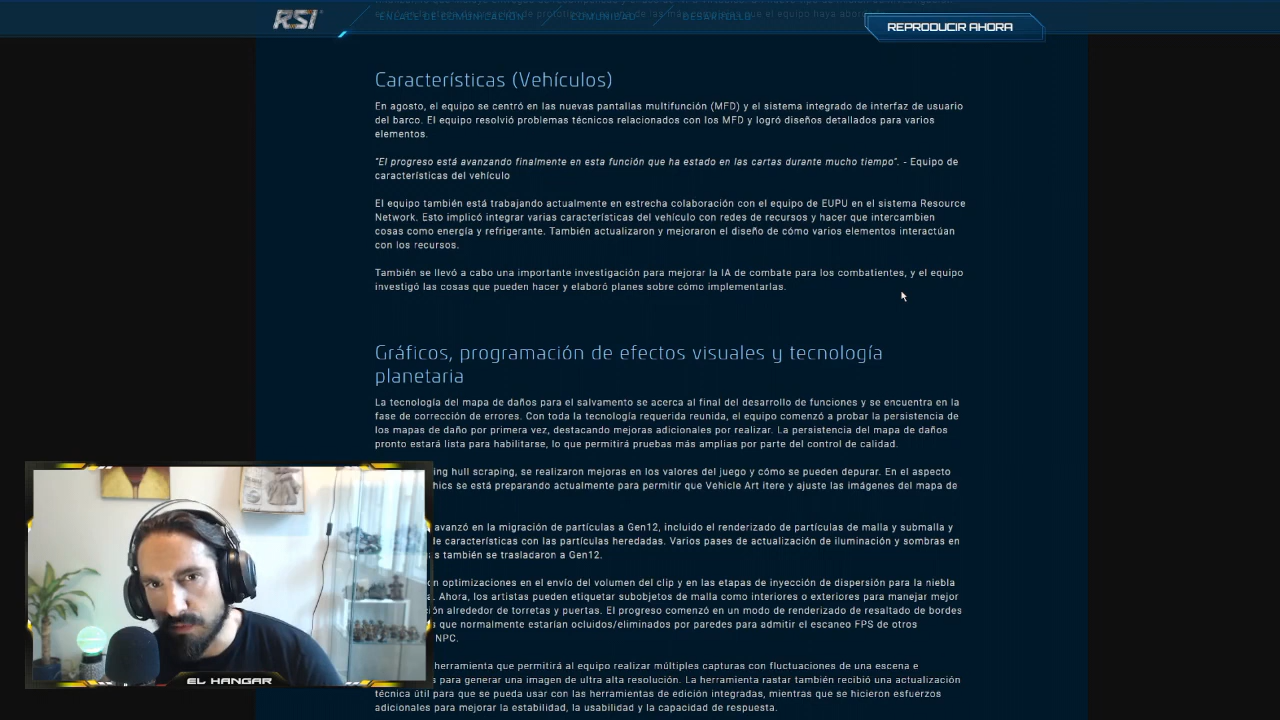 RSI
ENLACE DE COMUNICACIÓN
COMUNIDAD
DESARROLLO
REPRODUCIR AHORA
Características (Vehículos)
En agosto, el equipo se centró en las nuevas pantallas multifunción (MFD) y el sistema integrado de interfaz de usuario
del barco. El equipo resolvió problemas técnicos relacionados con los MFD y logró diseños detallados para varios
elementos.
"El progreso está avanzando finalmente en esta función que ha estado en las cartas durante mucho tiempo". - Equipo de
características del vehículo
El equipo también está trabajando actualmente en estrecha colaboración con el equipo de EUPU en el sistema Resource
Network. Esto implicó integrar varias características del vehículo con redes de recursos y hacer que intercambien
cosas como energía y refrigerante. También actualizaron y mejoraron el diseño de cómo varios elementos interactúan
con los recursos.
También se llevó a cabo una importante investigación para mejorar la IA de combate para los combatientes, y el equipo
investigó las cosas que pueden hacer y elaboró planes sobre cómo implementarlas.
Gráficos, programación de efectos visuales y tecnología
planetaria
La tecnología del mapa de daños para el salvamento se acerca al final del desarrollo de funciones y se encuentra en la
fase de corrección de errores. Con toda la tecnología requerida reunida, el equipo comenzó a probar la persistencia de
los mapas de daño por primera vez, destacando mejoras adicionales por realizar. La persistencia del mapa de daños
pronto estará lista para habilitarse, lo que permitirá pruebas más amplias por parte del control de calidad.
ing hull scraping, se realizaron mejoras en los valores del juego y cómo se pueden depurar. En el aspecto
hics se está preparando actualmente para permitir que Vehicle Art itere y ajuste las imágenes del mapa de
avanzó en la migración de partículas a Gen12, incluido el renderizado de partículas de malla y submalla y
le características con las partículas heredadas. Varios pases de actualización de iluminación y sombras en
s también se trasladaron a Gen12.
on optimizaciones en el envío del volumen del clip y en las etapas de inyección de dispersión para la niebla
a. Ahora, los artistas pueden etiquetar subobjetos de malla como interiores o exteriores para manejar mejor
ión alrededor de torretas y puertas. El progreso comenzó en un modo de renderizado de resaltado de bordes
que normalmente estarían ocluidos/eliminados por paredes para admitir el escaneo FPS de otros
NPC.
herramienta que permitirá al equipo realizar múltiples capturas con fluctuaciones de una escena e
s para generar una imagen de ultra alta resolución. La herramienta rastar también recibió una actualización
técnica útil para que se pueda usar con las herramientas de edición integradas, mientras que se hicieron esfuerzos
adicionales para mejorar la estabilidad, la usabilidad y la capacidad de respuesta.
EL HANGAR